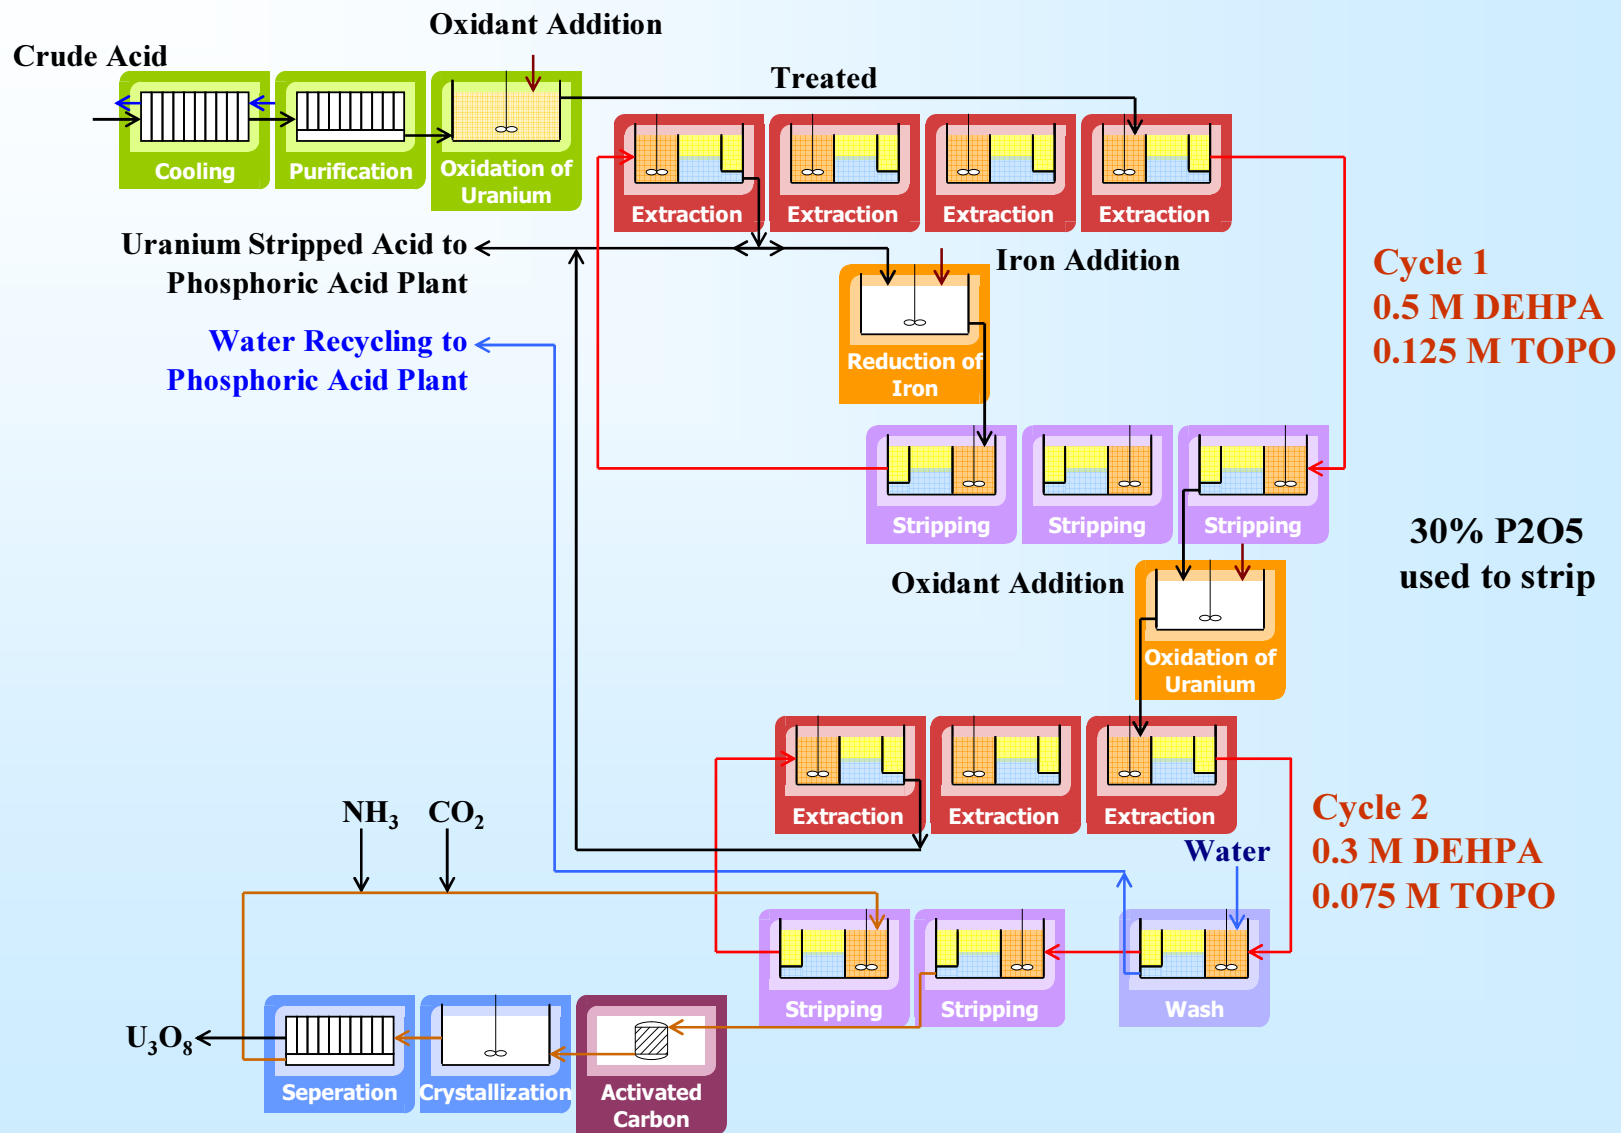 Oxidant Addition
Crude Acid
Treated
Cooling
Purification
Oxidation of
Uranium
Extraction
Extraction
Extraction
Extraction
Uranium Stripped Acid to
Phosphoric Acid Plant
Iron Addition
Cycle 1
0.5 M DEHPA
0.125 M TOPO
Water Recycling to
Phosphoric Acid Plant
Reduction of
Iron
Stripping
Stripping
Stripping
30% P2O5
used to strip
Oxidant Addition
Oxidation of
Uranium
Extraction
Extraction
Extraction
Cycle 2
0.3 M DEHPA
0.075 M TOPO
NH₃
CO₂
Water
Stripping
Stripping
Wash
U₃O₈
Seperation
Crystallization
Activated
Carbon